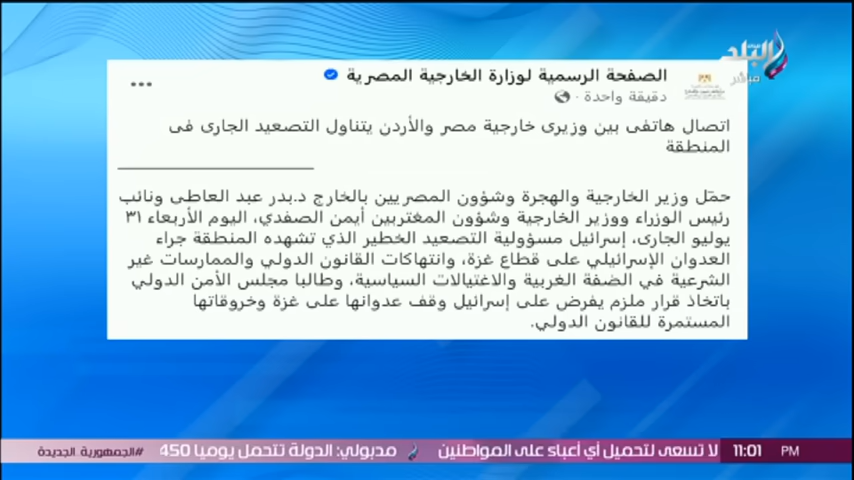 البلد
مباشر
الصفحة الرسمية لوزارة الخارجية المصرية
دقيقة واحدة ·
اتصال هاتفى بين وزيرى خارجية مصر والأردن يتناول التصعيد الجارى فى
المنطقة
حمّل وزير الخارجية والهجرة وشؤون المصريين بالخارج د.بدر عبد العاطى ونائب
رئيس الوزراء ووزير الخارجية وشؤون المغتربين أيمن الصفدي، اليوم الأربعاء ٣١
يوليو الجارى، إسرائيل مسؤولية التصعيد الخطير الذي تشهده المنطقة جراء
العدوان الإسرائيلي على قطاع غزة، وانتهاكات القانون الدولي والممارسات غير
الشرعية في الضفة الغربية والاغتيالات السياسية، وطالبا مجلس الأمن الدولي
باتخاذ قرار ملزم يفرض على إسرائيل وقف عدوانها على غزة وخروقاتها
المستمرة للقانون الدولي.
11:01 PM
لا تسعى لتحميل أي أعباء على المواطنين
مدبولي: الدولة تتحمل يوميا 450
#الجمهورية_الجديدة